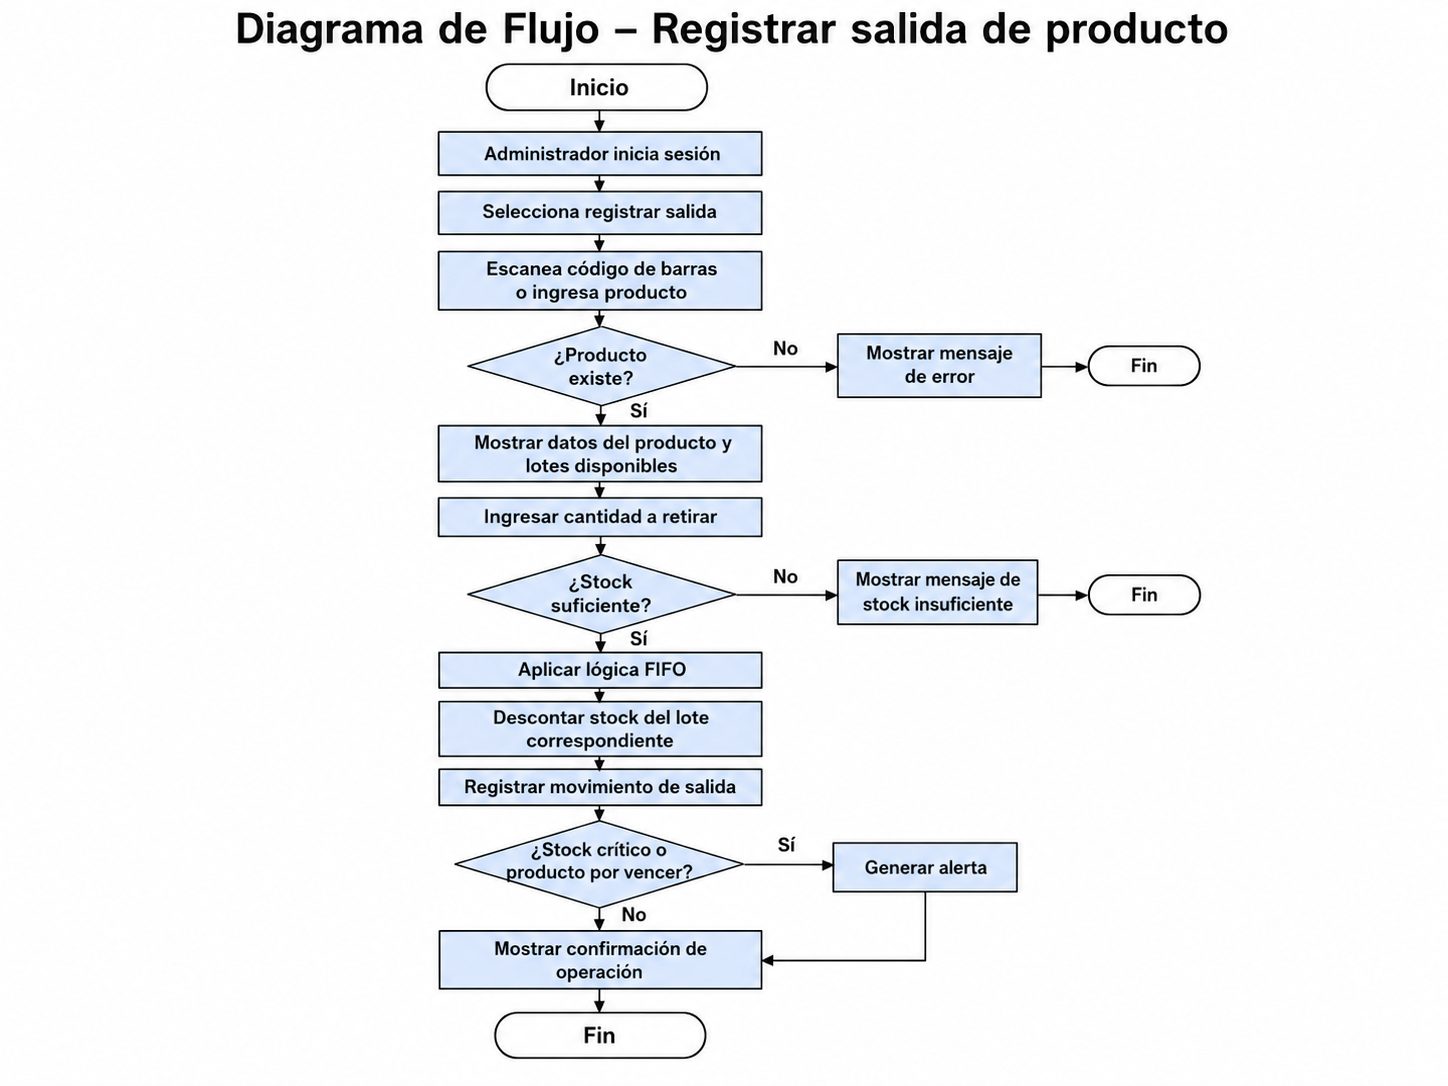 Diagrama de Flujo – Registrar salida de producto
Inicio
Administrador inicia sesión
Selecciona registrar salida
Escanea código de barras
o ingresa producto
¿Producto
existe?
No
Mostrar mensaje
de error
Fin
Sí
Mostrar datos del producto y
lotes disponibles
Ingresar cantidad a retirar
¿Stock
suficiente?
No
Mostrar mensaje de
stock insuficiente
Fin
Sí
Aplicar lógica FIFO
Descontar stock del lote
correspondiente
Registrar movimiento de salida
¿Stock crítico o
producto por vencer?
Sí
Generar alerta
No
Mostrar confirmación de
operación
Fin